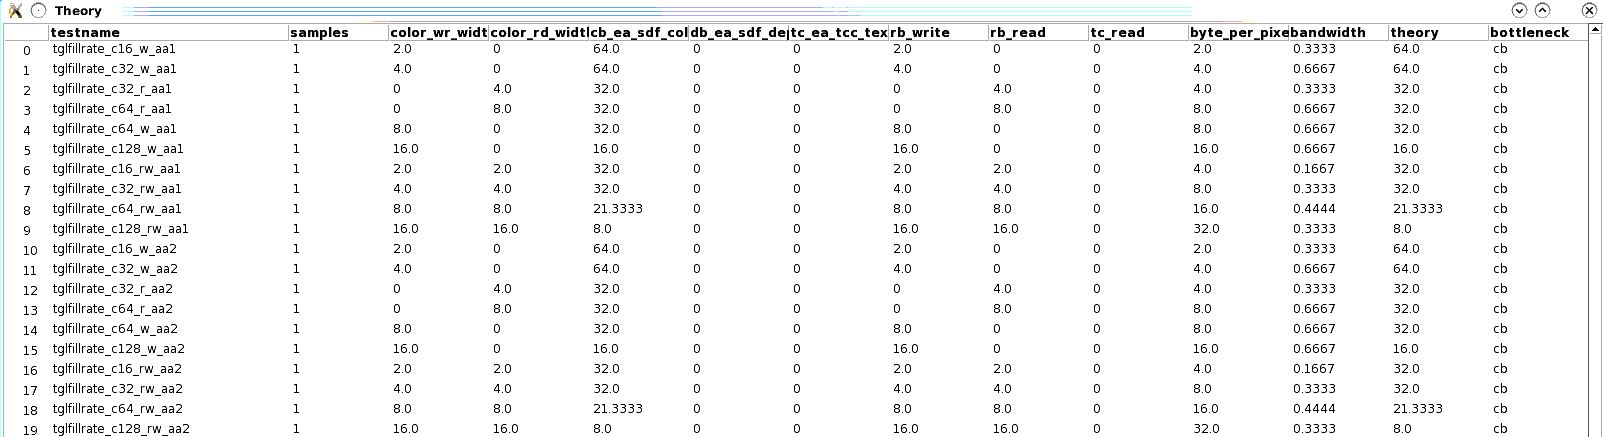 Theory
testname samples color_wr_widt color_rd_widtl cb_ea_sdf_col db_ea_sdf_de tc_ea_tcc_tex rb_write rb_read tc_read byte_per_pixe bandwidth theory bottleneck
0 tglfillrate_c16_w_aa1 1 2.0 0 64.0 0 0 2.0 0 0 2.0 0.3333 64.0 cb
1 tglfillrate_c32_w_aa1 1 4.0 0 64.0 0 0 4.0 0 0 4.0 0.6667 64.0 cb
2 tglfillrate_c32_r_aa1 1 0 4.0 32.0 0 0 0 4.0 0 4.0 0.3333 32.0 cb
3 tglfillrate_c64_r_aa1 1 0 8.0 32.0 0 0 0 8.0 0 8.0 0.6667 32.0 cb
4 tglfillrate_c64_w_aa1 1 8.0 0 32.0 0 0 8.0 0 0 8.0 0.6667 32.0 cb
5 tglfillrate_c128_w_aa1 1 16.0 0 16.0 0 0 16.0 0 0 16.0 0.6667 16.0 cb
6 tglfillrate_c16_rw_aa1 1 2.0 2.0 32.0 0 0 2.0 2.0 0 4.0 0.1667 32.0 cb
7 tglfillrate_c32_rw_aa1 1 4.0 4.0 32.0 0 0 4.0 4.0 0 8.0 0.3333 32.0 cb
8 tglfillrate_c64_rw_aa1 1 8.0 8.0 21.3333 0 0 8.0 8.0 0 16.0 0.4444 21.3333 cb
9 tglfillrate_c128_rw_aa1 1 16.0 16.0 8.0 0 0 16.0 16.0 0 32.0 0.3333 8.0 cb
10 tglfillrate_c16_w_aa2 1 2.0 0 64.0 0 0 2.0 0 0 2.0 0.3333 64.0 cb
11 tglfillrate_c32_w_aa2 1 4.0 0 64.0 0 0 4.0 0 0 4.0 0.6667 64.0 cb
12 tglfillrate_c32_r_aa2 1 0 4.0 32.0 0 0 0 4.0 0 4.0 0.3333 32.0 cb
13 tglfillrate_c64_r_aa2 1 0 8.0 32.0 0 0 0 8.0 0 8.0 0.6667 32.0 cb
14 tglfillrate_c64_w_aa2 1 8.0 0 32.0 0 0 8.0 0 0 8.0 0.6667 32.0 cb
15 tglfillrate_c128_w_aa2 1 16.0 0 16.0 0 0 16.0 0 0 16.0 0.6667 16.0 cb
16 tglfillrate_c16_rw_aa2 1 2.0 2.0 32.0 0 0 2.0 2.0 0 4.0 0.1667 32.0 cb
17 tglfillrate_c32_rw_aa2 1 4.0 4.0 32.0 0 0 4.0 4.0 0 8.0 0.3333 32.0 cb
18 tglfillrate_c64_rw_aa2 1 8.0 8.0 21.3333 0 0 8.0 8.0 0 16.0 0.4444 21.3333 cb
19 tglfillrate_c128_rw_aa2 1 16.0 16.0 8.0 0 0 16.0 16.0 0 32.0 0.3333 8.0 cb